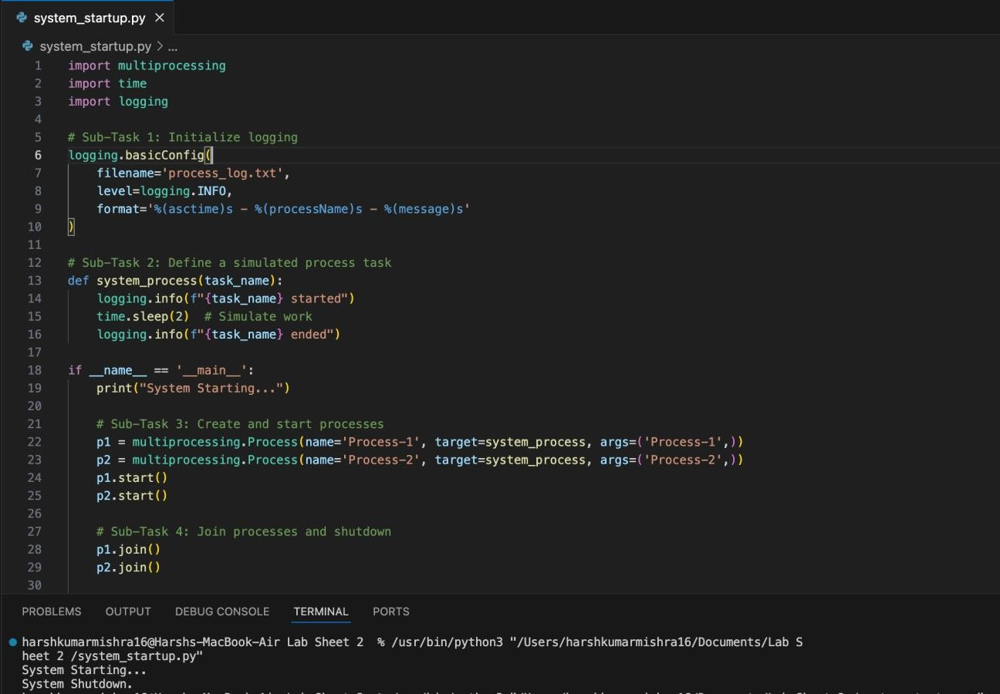 system_startup.py ×
system_startup.py > ...
1 import multiprocessing
2 import time
3 import logging
4
5 # Sub-Task 1: Initialize logging
6 logging.basicConfig(
7     filename='process_log.txt',
8     level=logging.INFO,
9     format='%(asctime)s - %(processName)s - %(message)s'
10 )
11
12 # Sub-Task 2: Define a simulated process task
13 def system_process(task_name):
14     logging.info(f"{task_name} started")
15     time.sleep(2)  # Simulate work
16     logging.info(f"{task_name} ended")
17
18 if __name__ == '__main__':
19     print("System Starting...")
20
21     # Sub-Task 3: Create and start processes
22     p1 = multiprocessing.Process(name='Process-1', target=system_process, args=('Process-1',))
23     p2 = multiprocessing.Process(name='Process-2', target=system_process, args=('Process-2',))
24     p1.start()
25     p2.start()
26
27     # Sub-Task 4: Join processes and shutdown
28     p1.join()
29     p2.join()
30
PROBLEMS OUTPUT DEBUG CONSOLE TERMINAL PORTS
harshkumarmishra16@Harshs-MacBook-Air Lab Sheet 2  % /usr/bin/python3 "/Users/harshkumarmishra16/Documents/Lab S
heet 2 /system_startup.py"
System Starting...
System Shutdown.